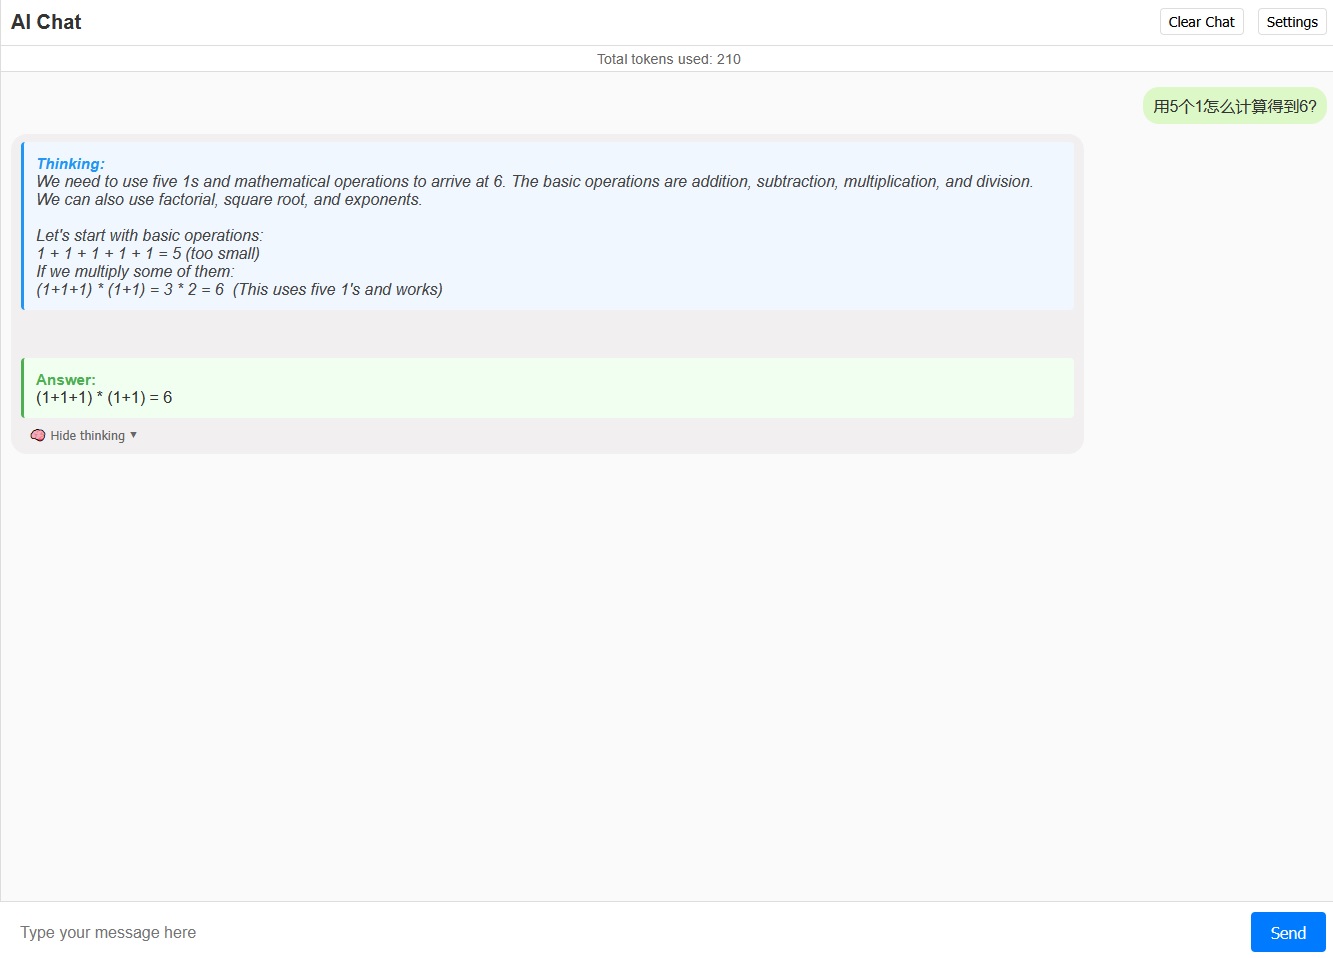 AI Chat
Clear Chat
Settings
Total tokens used: 210
用5个1怎么计算得到6?
Thinking:
We need to use five 1s and mathematical operations to arrive at 6. The basic operations are addition, subtraction, multiplication, and division.
We can also use factorial, square root, and exponents.
Let's start with basic operations:
1 + 1 + 1 + 1 + 1 = 5 (too small)
If we multiply some of them:
(1+1+1) * (1+1) = 3 * 2 = 6  (This uses five 1's and works)
Answer:
(1+1+1) * (1+1) = 6
Hide thinking ▼
Type your message here
Send